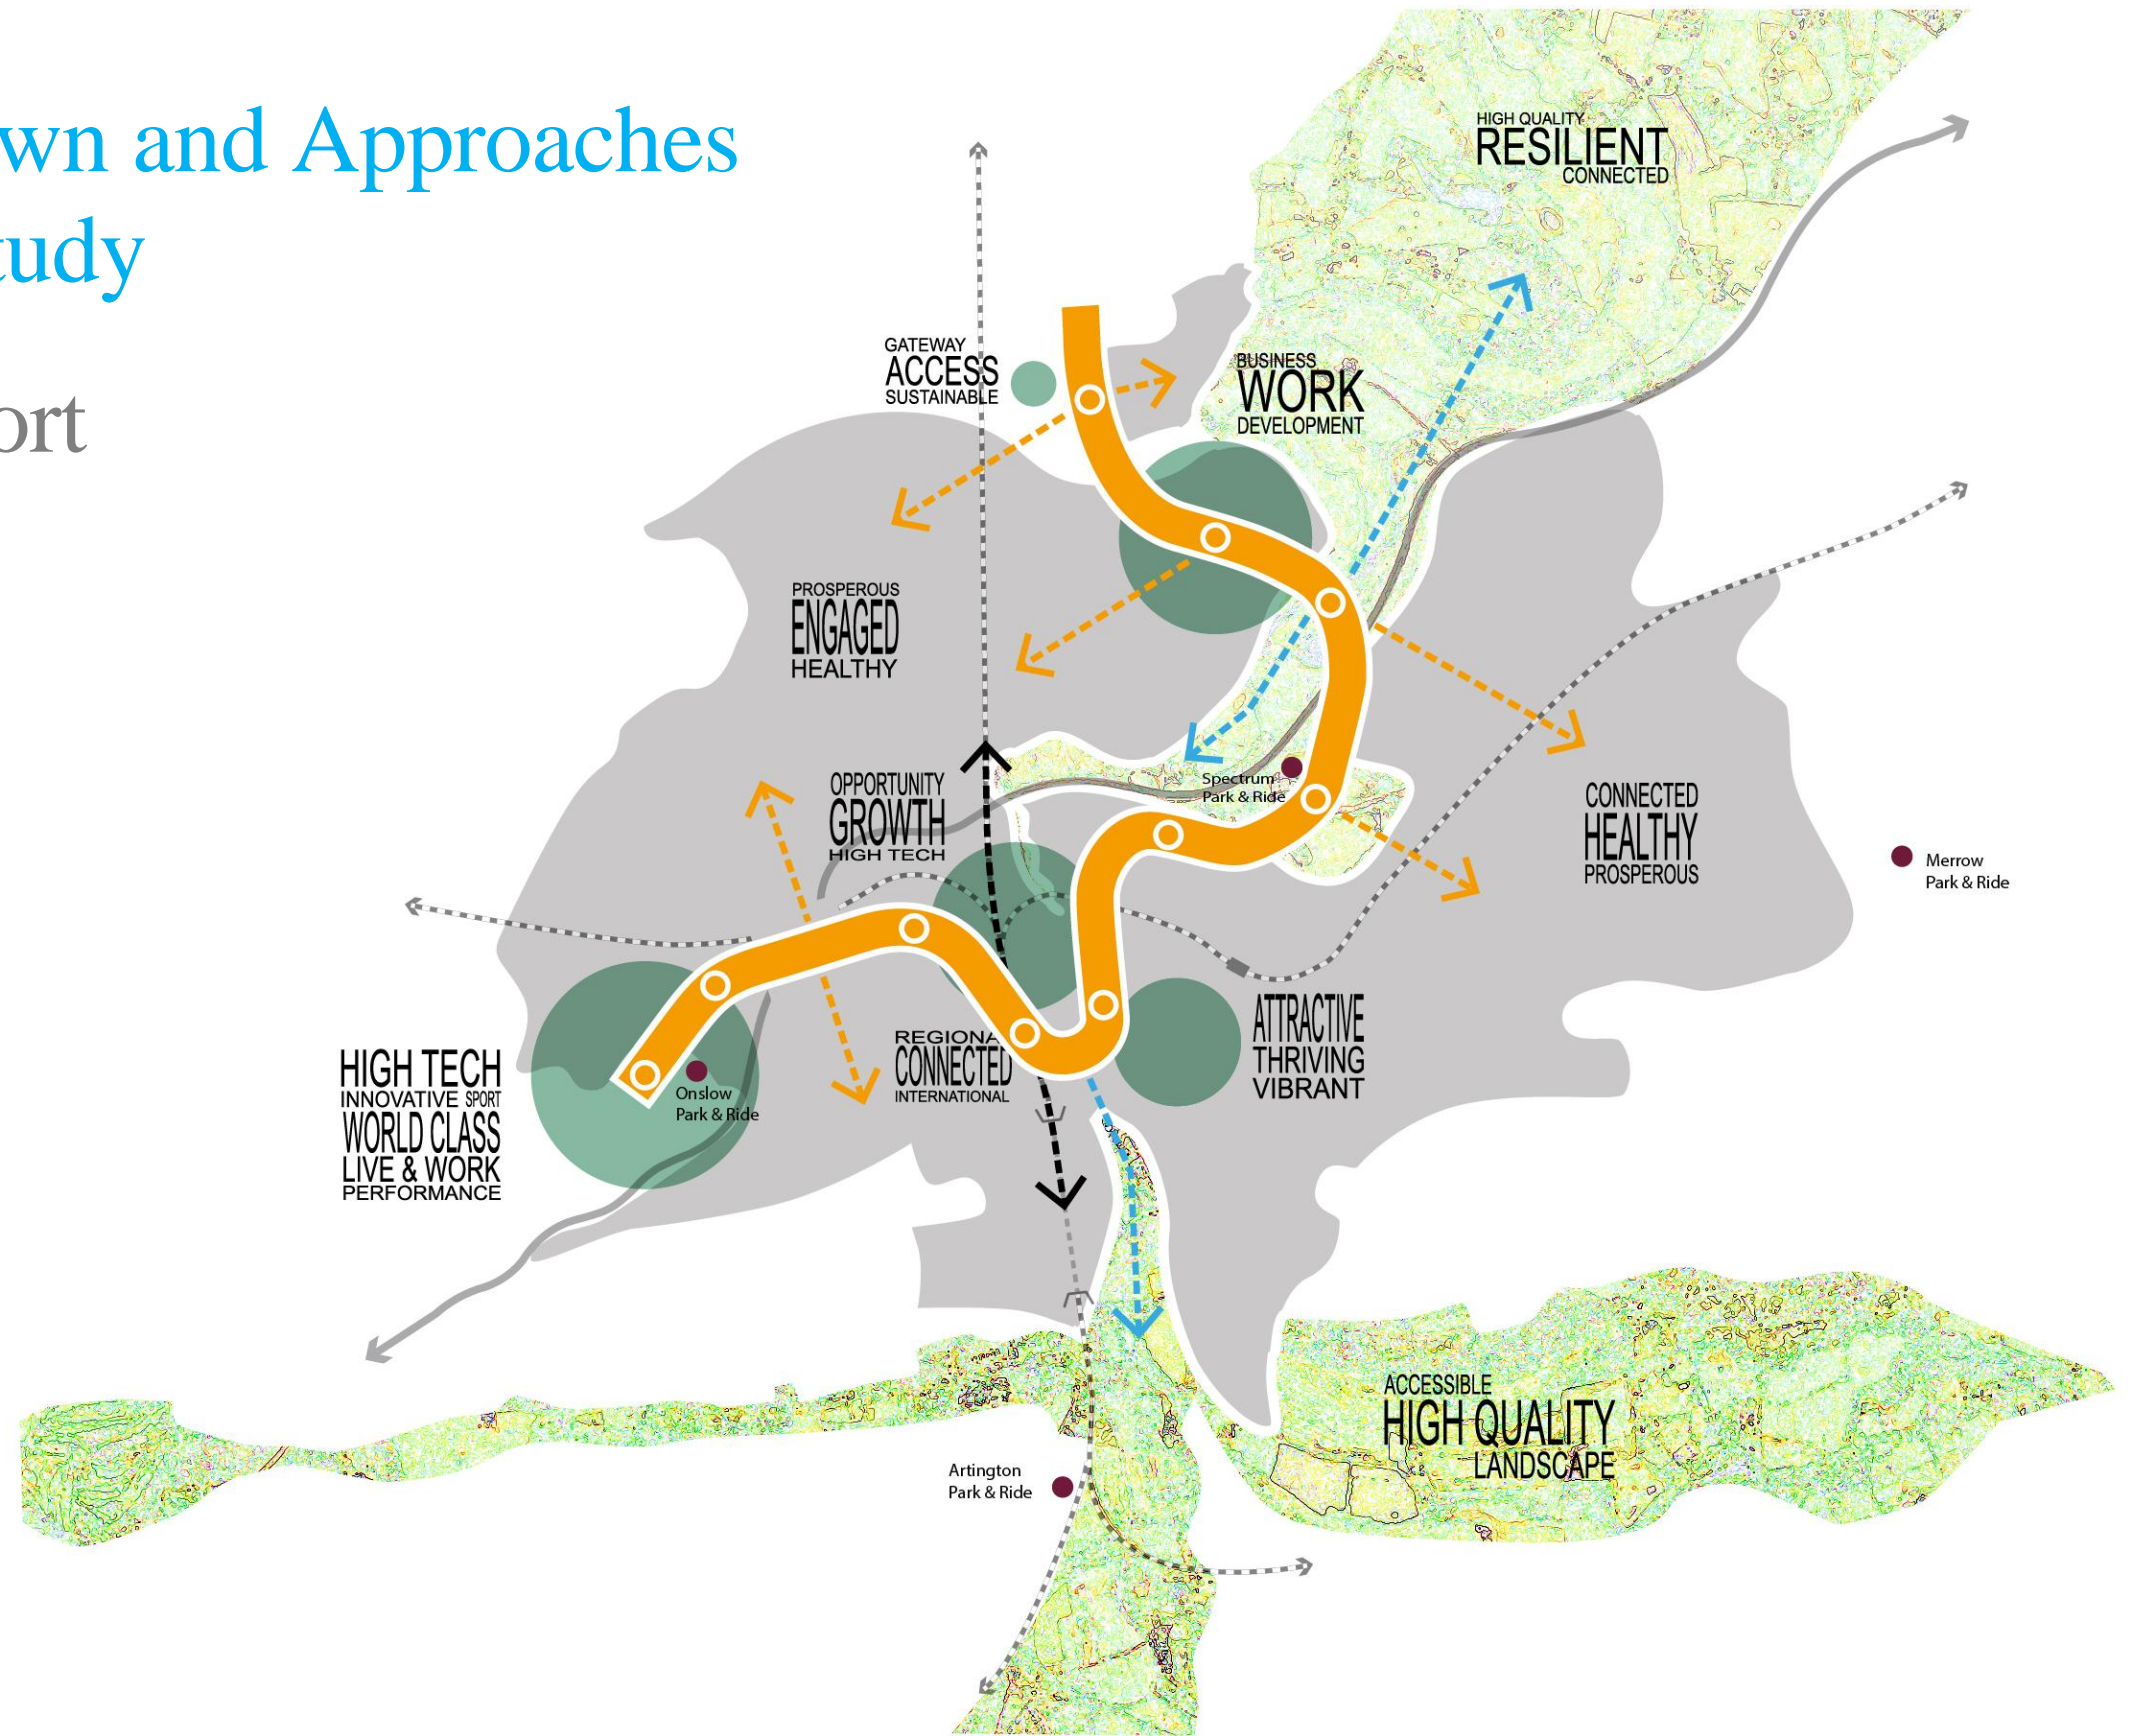 wn and Approaches
tudy
ort
HIGH QUALITY
RESILIENT
CONNECTED
GATEWAY
ACCESS
SUSTAINABLE
BUSINESS
WORK
DEVELOPMENT
PROSPEROUS
ENGAGED
HEALTHY
OPPORTUNITY
GROWTH
HIGH TECH
Spectrum
Park & Ride
CONNECTED
HEALTHY
PROSPEROUS
Merrow
Park & Ride
HIGH TECH
INNOVATIVE SPORT
WORLD CLASS
LIVE & WORK
PERFORMANCE
Onslow
Park & Ride
REGIONA
CONNECTED
INTERNATIONAL
ATTRACTIVE
THRIVING
VIBRANT
ACCESSIBLE
HIGH QUALITY
LANDSCAPE
Artington
Park & Ride